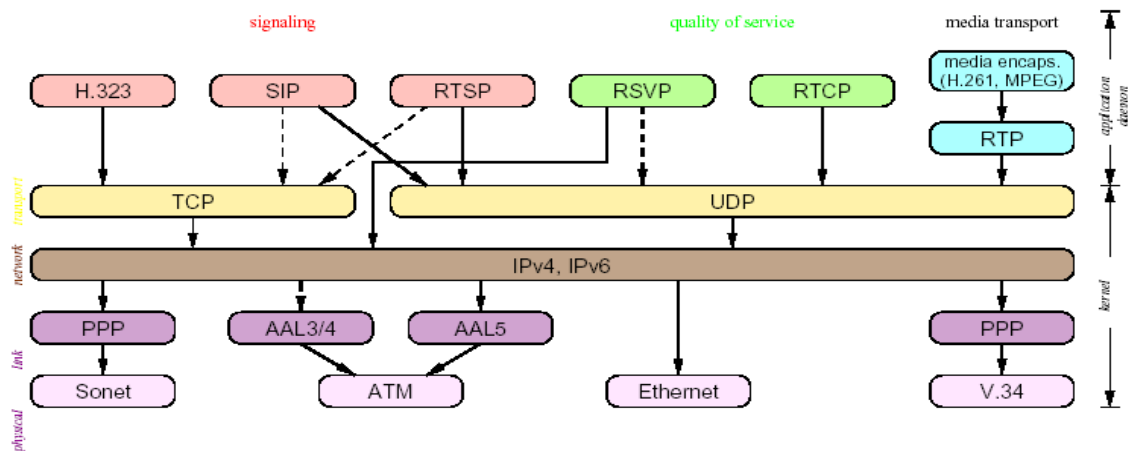 signaling
quality of service
media transport
H.323
SIP
RTSP
RSVP
RTCP
media encaps.
(H.261, MPEG)
RTP
application
daemon
transport
TCP
UDP
network
IPv4, IPv6
kernel
link
PPP
AAL3/4
AAL5
PPP
physical
Sonet
ATM
Ethernet
V.34